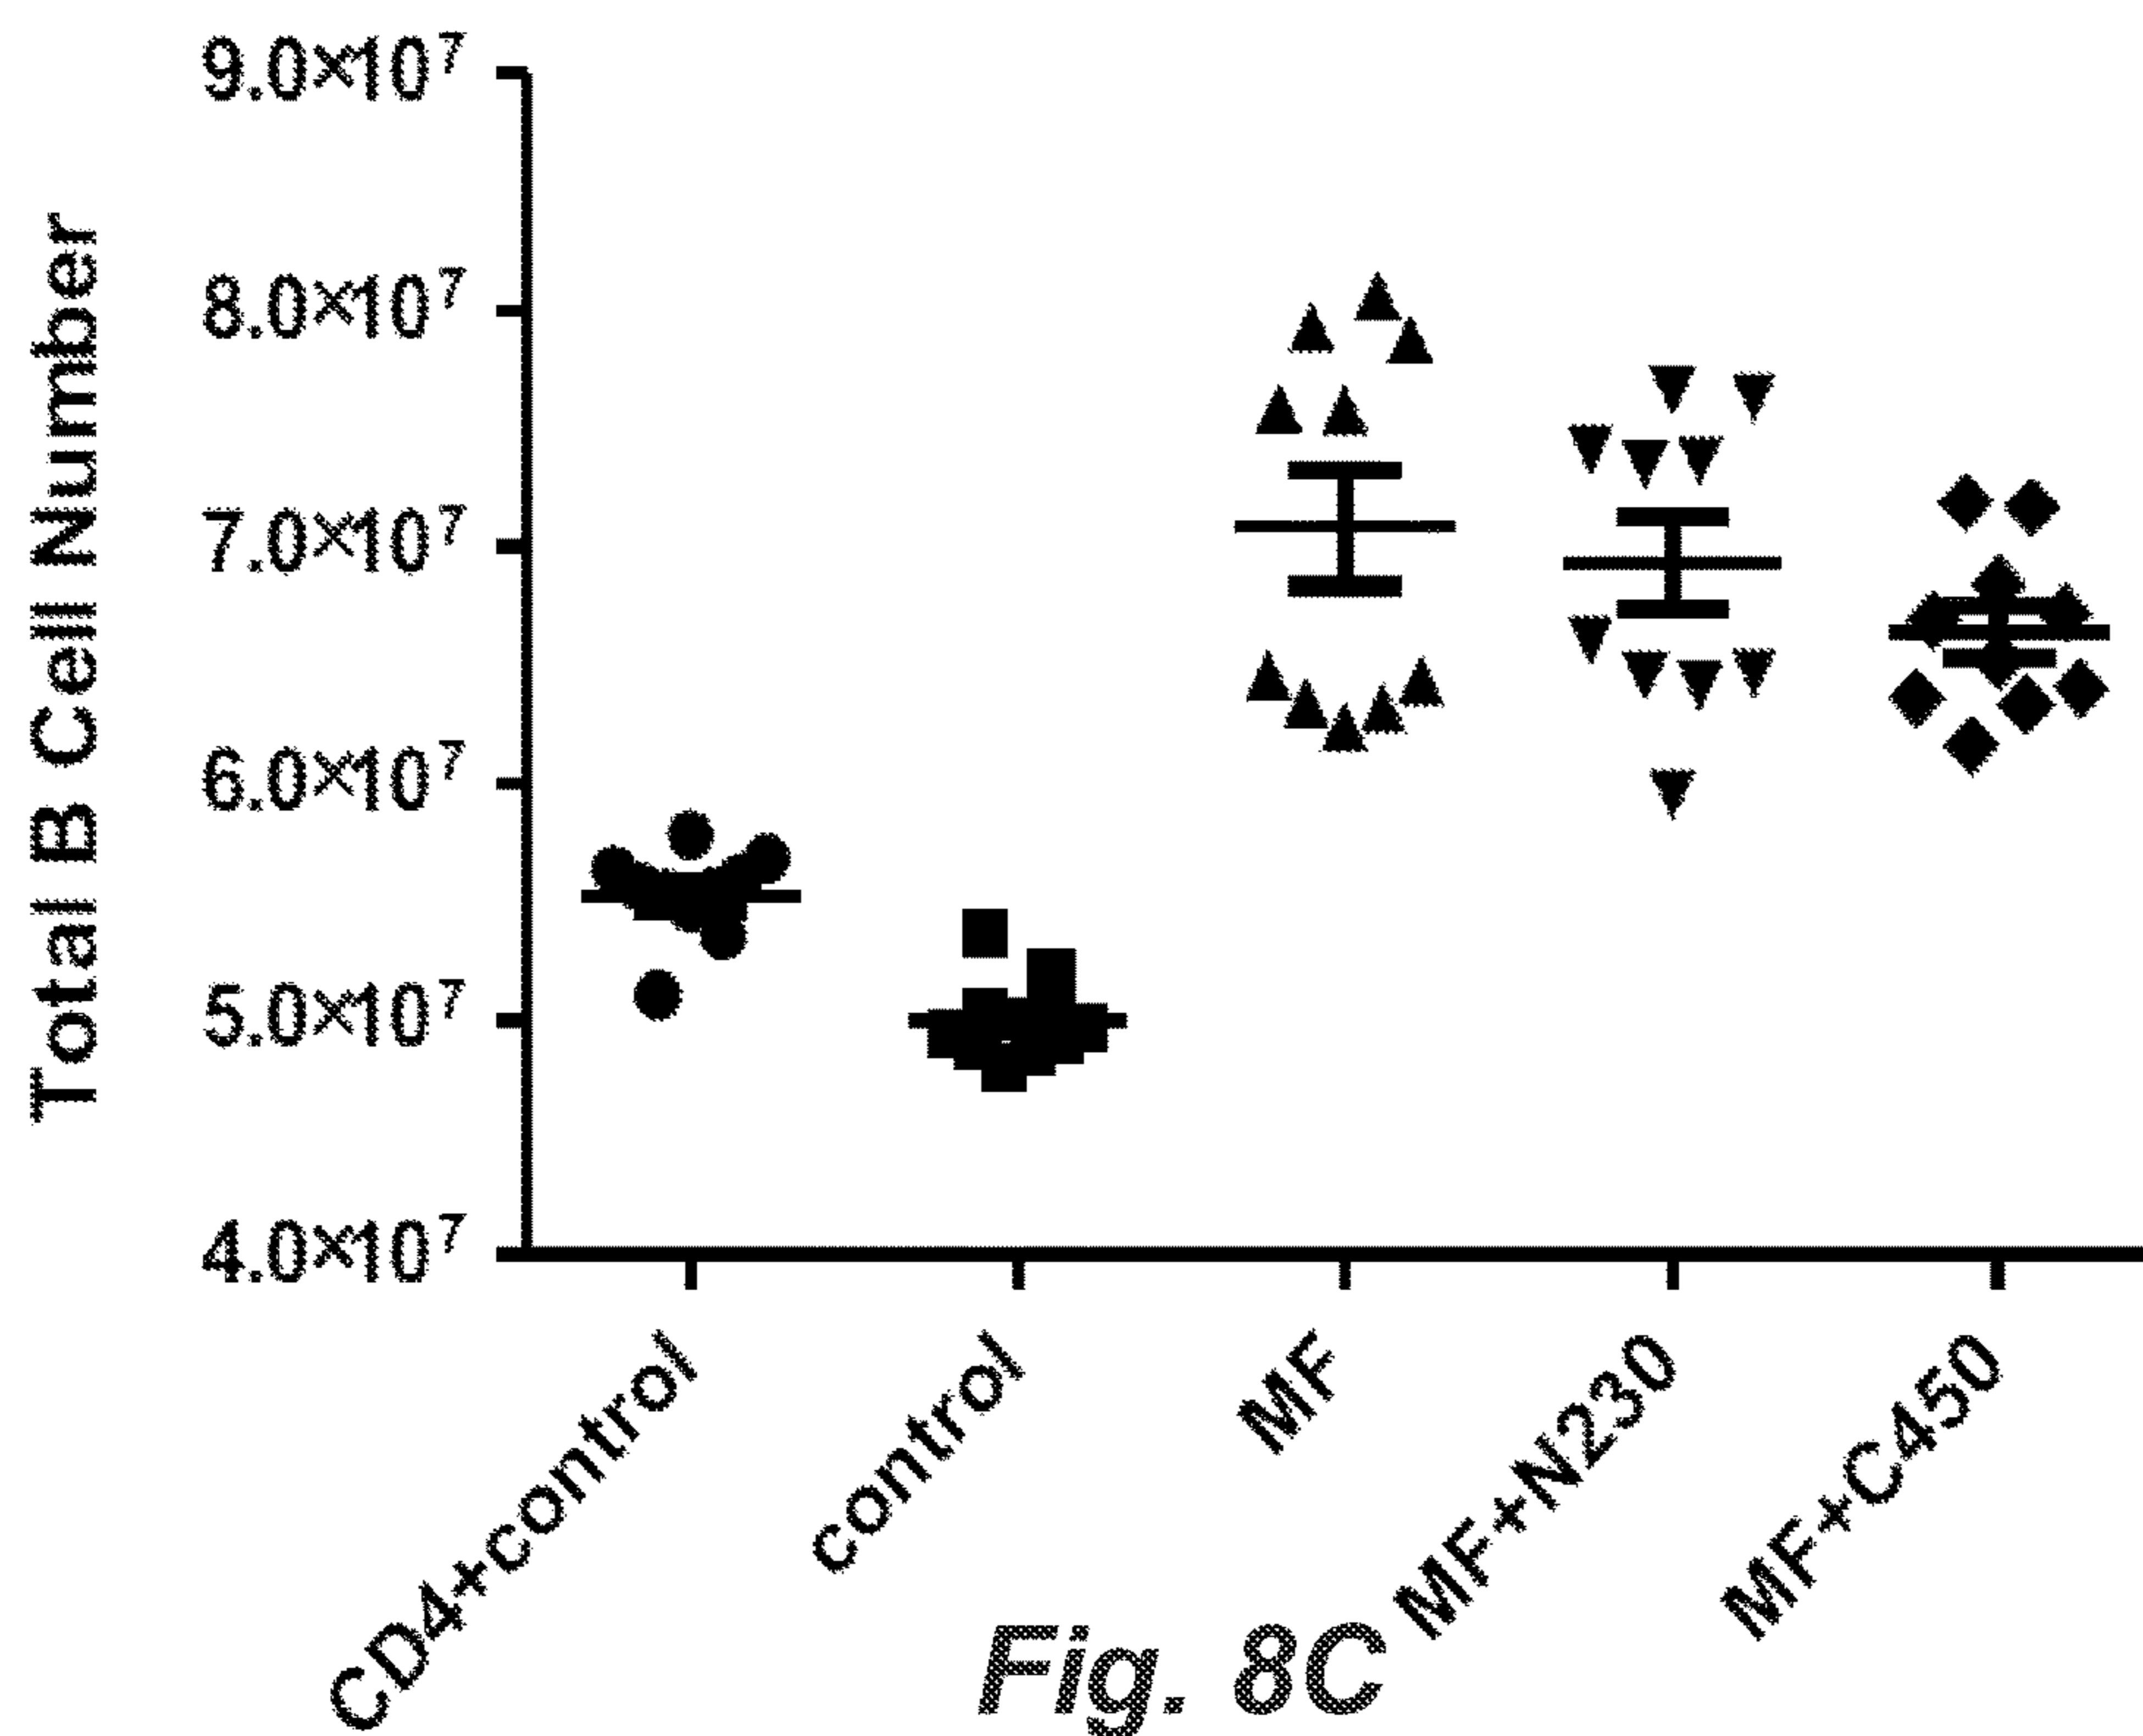 9.0×10⁷
8.0×10⁷
7.0×10⁷
6.0×10⁷
5.0×10⁷
4.0×10⁷
Total B Cell Number
CD4+control
control
MF
MF+N230
MF+C450
Fig. 8C